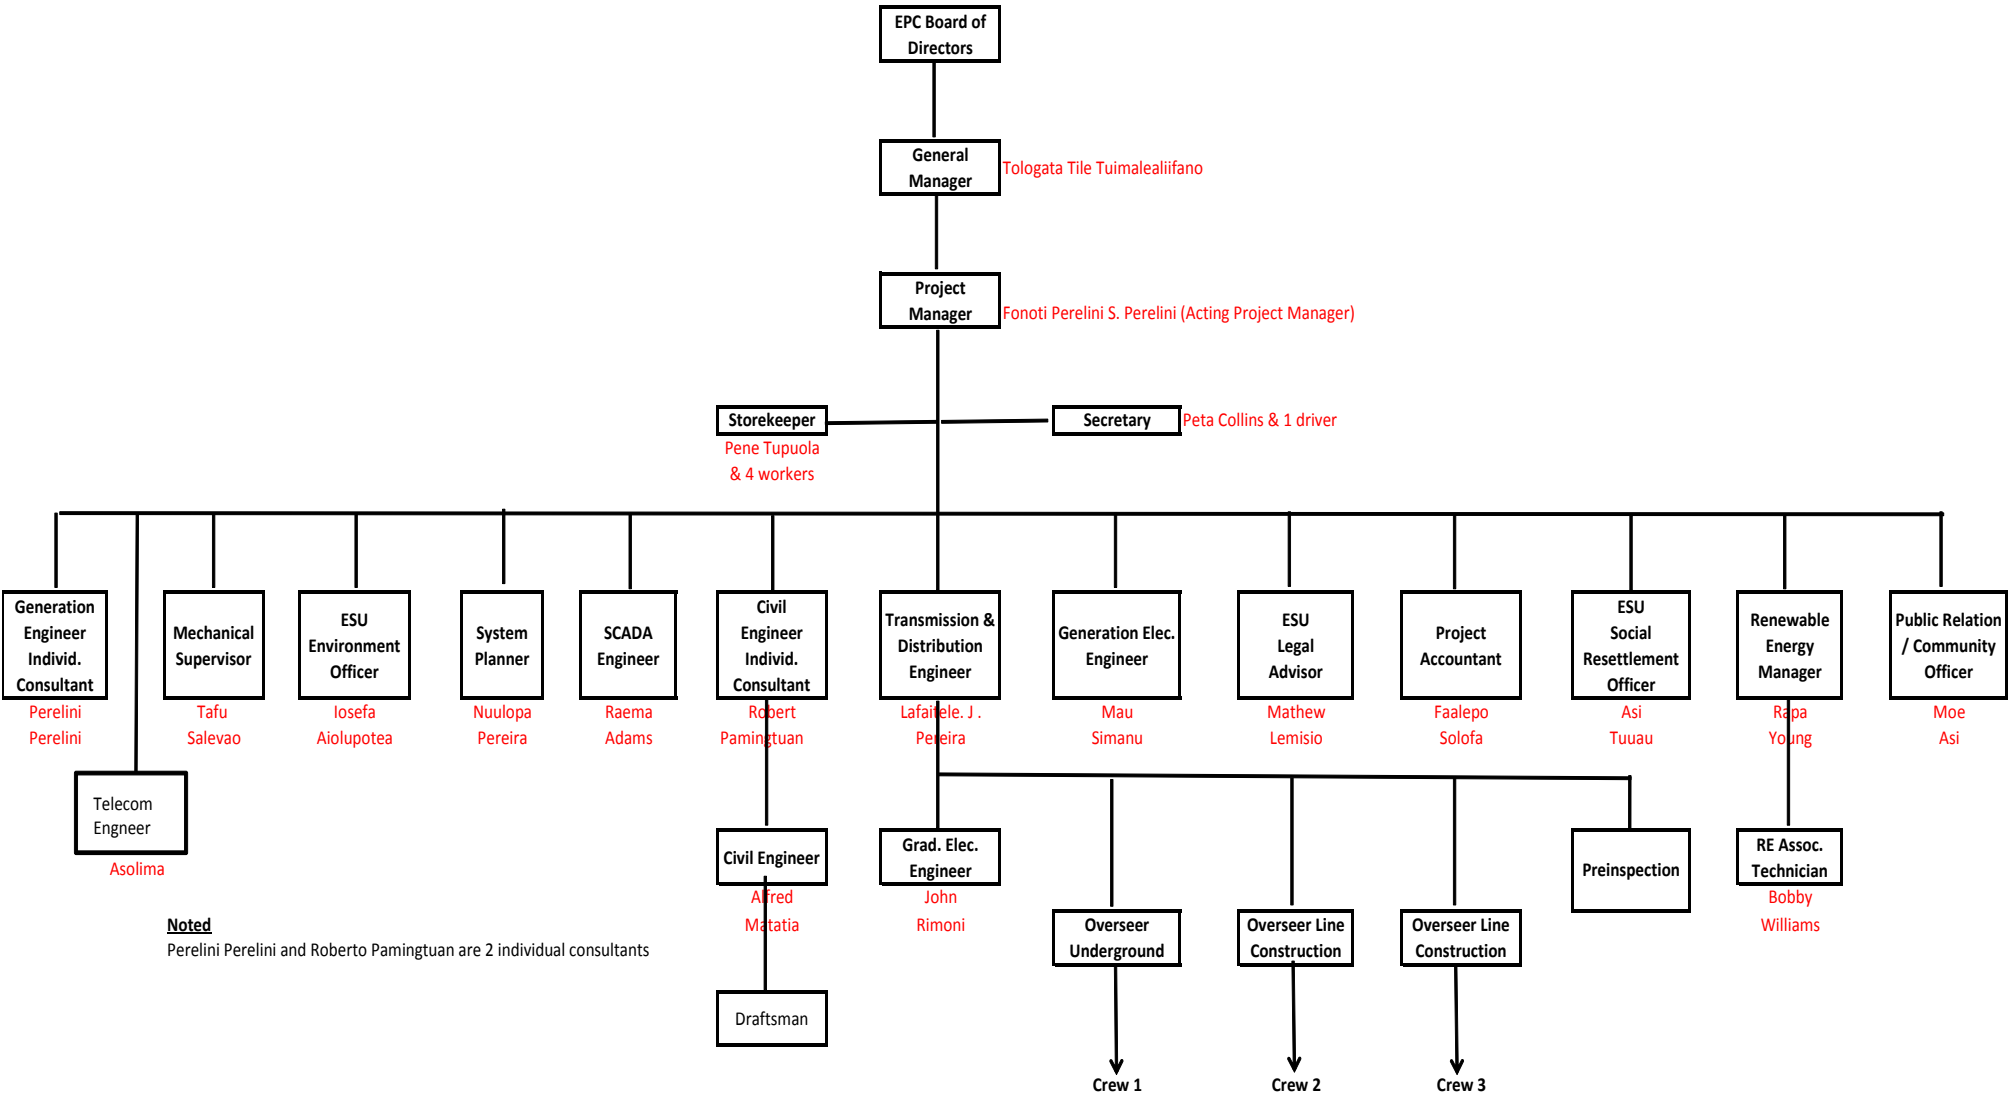 EPC Board of
Directors
General
Manager
Tologata Tile Tuimalealiifano
Project
Manager
Fonoti Perelini S. Perelini (Acting Project Manager)
Storekeeper
Pene Tupuola
& 4 workers
Secretary
Peta Collins & 1 driver
Generation
Engineer
Individ.
Consultant
Perelini
Perelini
Mechanical
Supervisor
Tafu
Salevao
ESU
Environment
Officer
Iosefa
Aiolupotea
System
Planner
Nuulopa
Pereira
SCADA
Engineer
Raema
Adams
Civil
Engineer
Individ.
Consultant
Robert
Pamingtuan
Transmission &
Distribution
Engineer
Lafaitele. J .
Pereira
Generation Elec.
Engineer
Mau
Simanu
ESU
Legal
Advisor
Mathew
Lemisio
Project
Accountant
Faalepo
Solofa
ESU
Social
Resettlement
Officer
Asi
Tuuau
Renewable
Energy
Manager
Rapa
Young
Public Relation
/ Community
Officer
Moe
Asi
Telecom
Engneer
Asolima
Civil Engineer
Alfred
Matatia
Grad. Elec.
Engineer
John
Rimoni
Preinspection
RE Assoc.
Technician
Bobby
Williams
Overseer
Underground
Overseer Line
Construction
Overseer Line
Construction
Noted
Perelini Perelini and Roberto Pamingtuan are 2 individual consultants
Draftsman
Crew 1
Crew 2
Crew 3